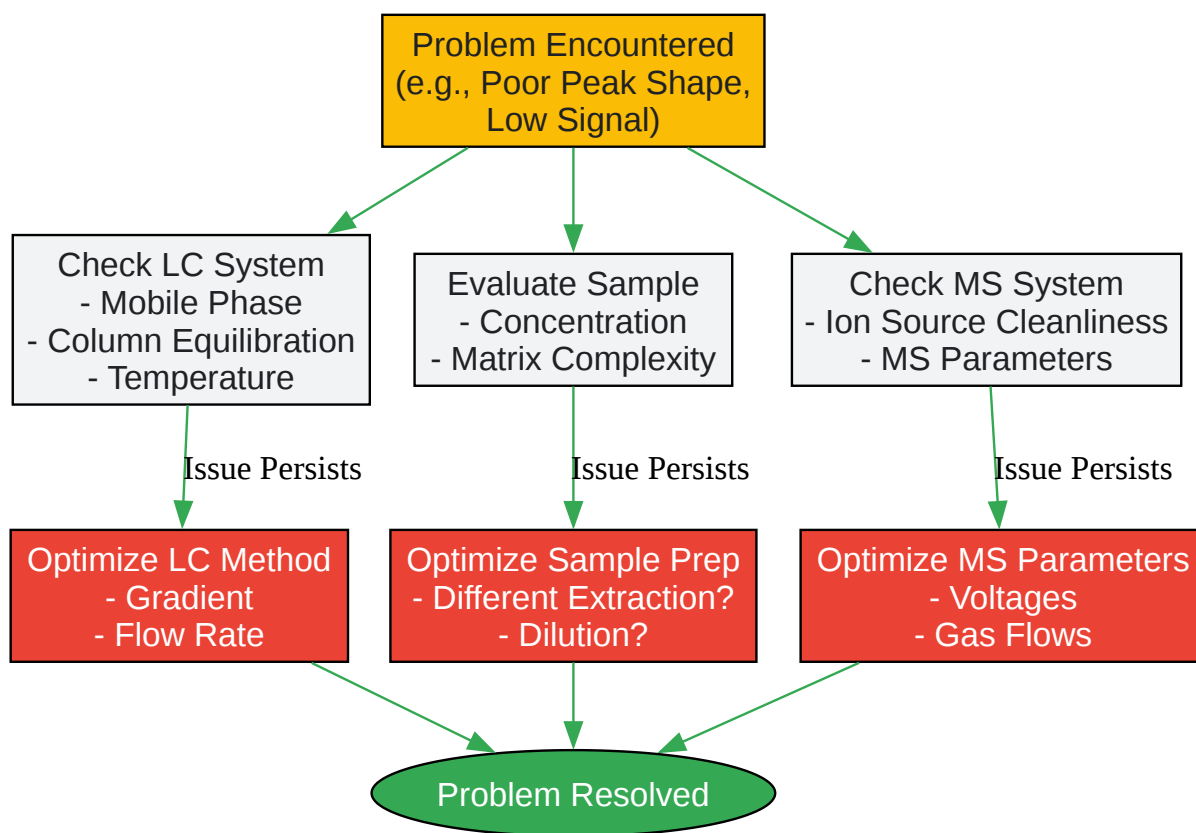 Problem Encountered
(e.g., Poor Peak Shape,
Low Signal)
Check LC System
- Mobile Phase
- Column Equilibration
- Temperature
Evaluate Sample
- Concentration
- Matrix Complexity
Check MS System
- Ion Source Cleanliness
- MS Parameters
Issue Persists
Issue Persists
Issue Persists
Optimize LC Method
- Gradient
- Flow Rate
Optimize Sample Prep
- Different Extraction?
- Dilution?
Optimize MS Parameters
- Voltages
- Gas Flows
Problem Resolved